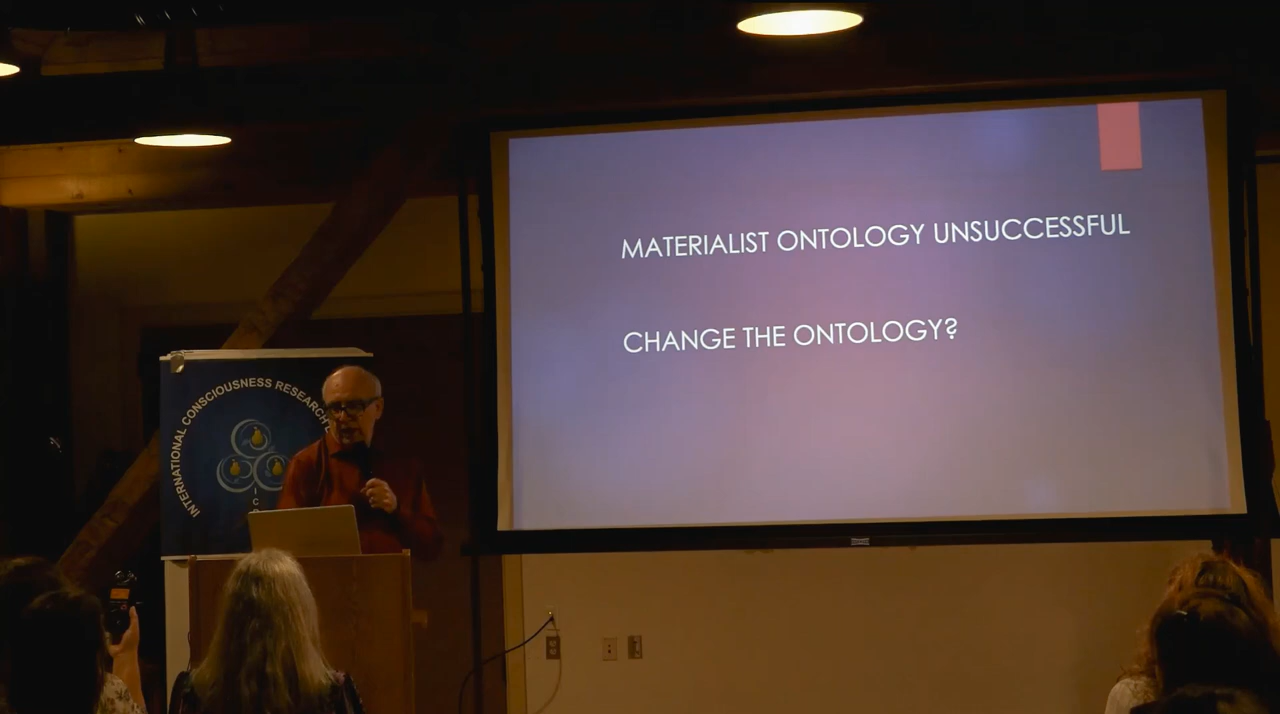 MATERIALIST ONTOLOGY UNSUCCESSFUL
CHANGE THE ONTOLOGY?
INTERNATIONAL CONSCIOUSNESS RESEARCH
I
C